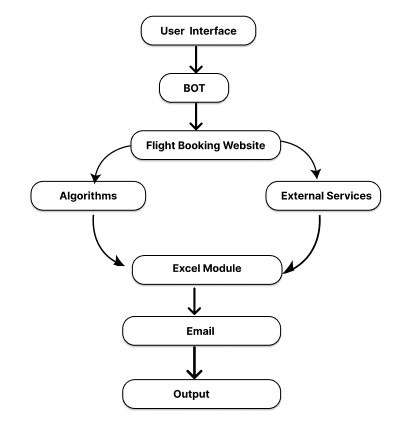 User Interface
BOT
Flight Booking Website
Algorithms
External Services
Excel Module
Email
Output